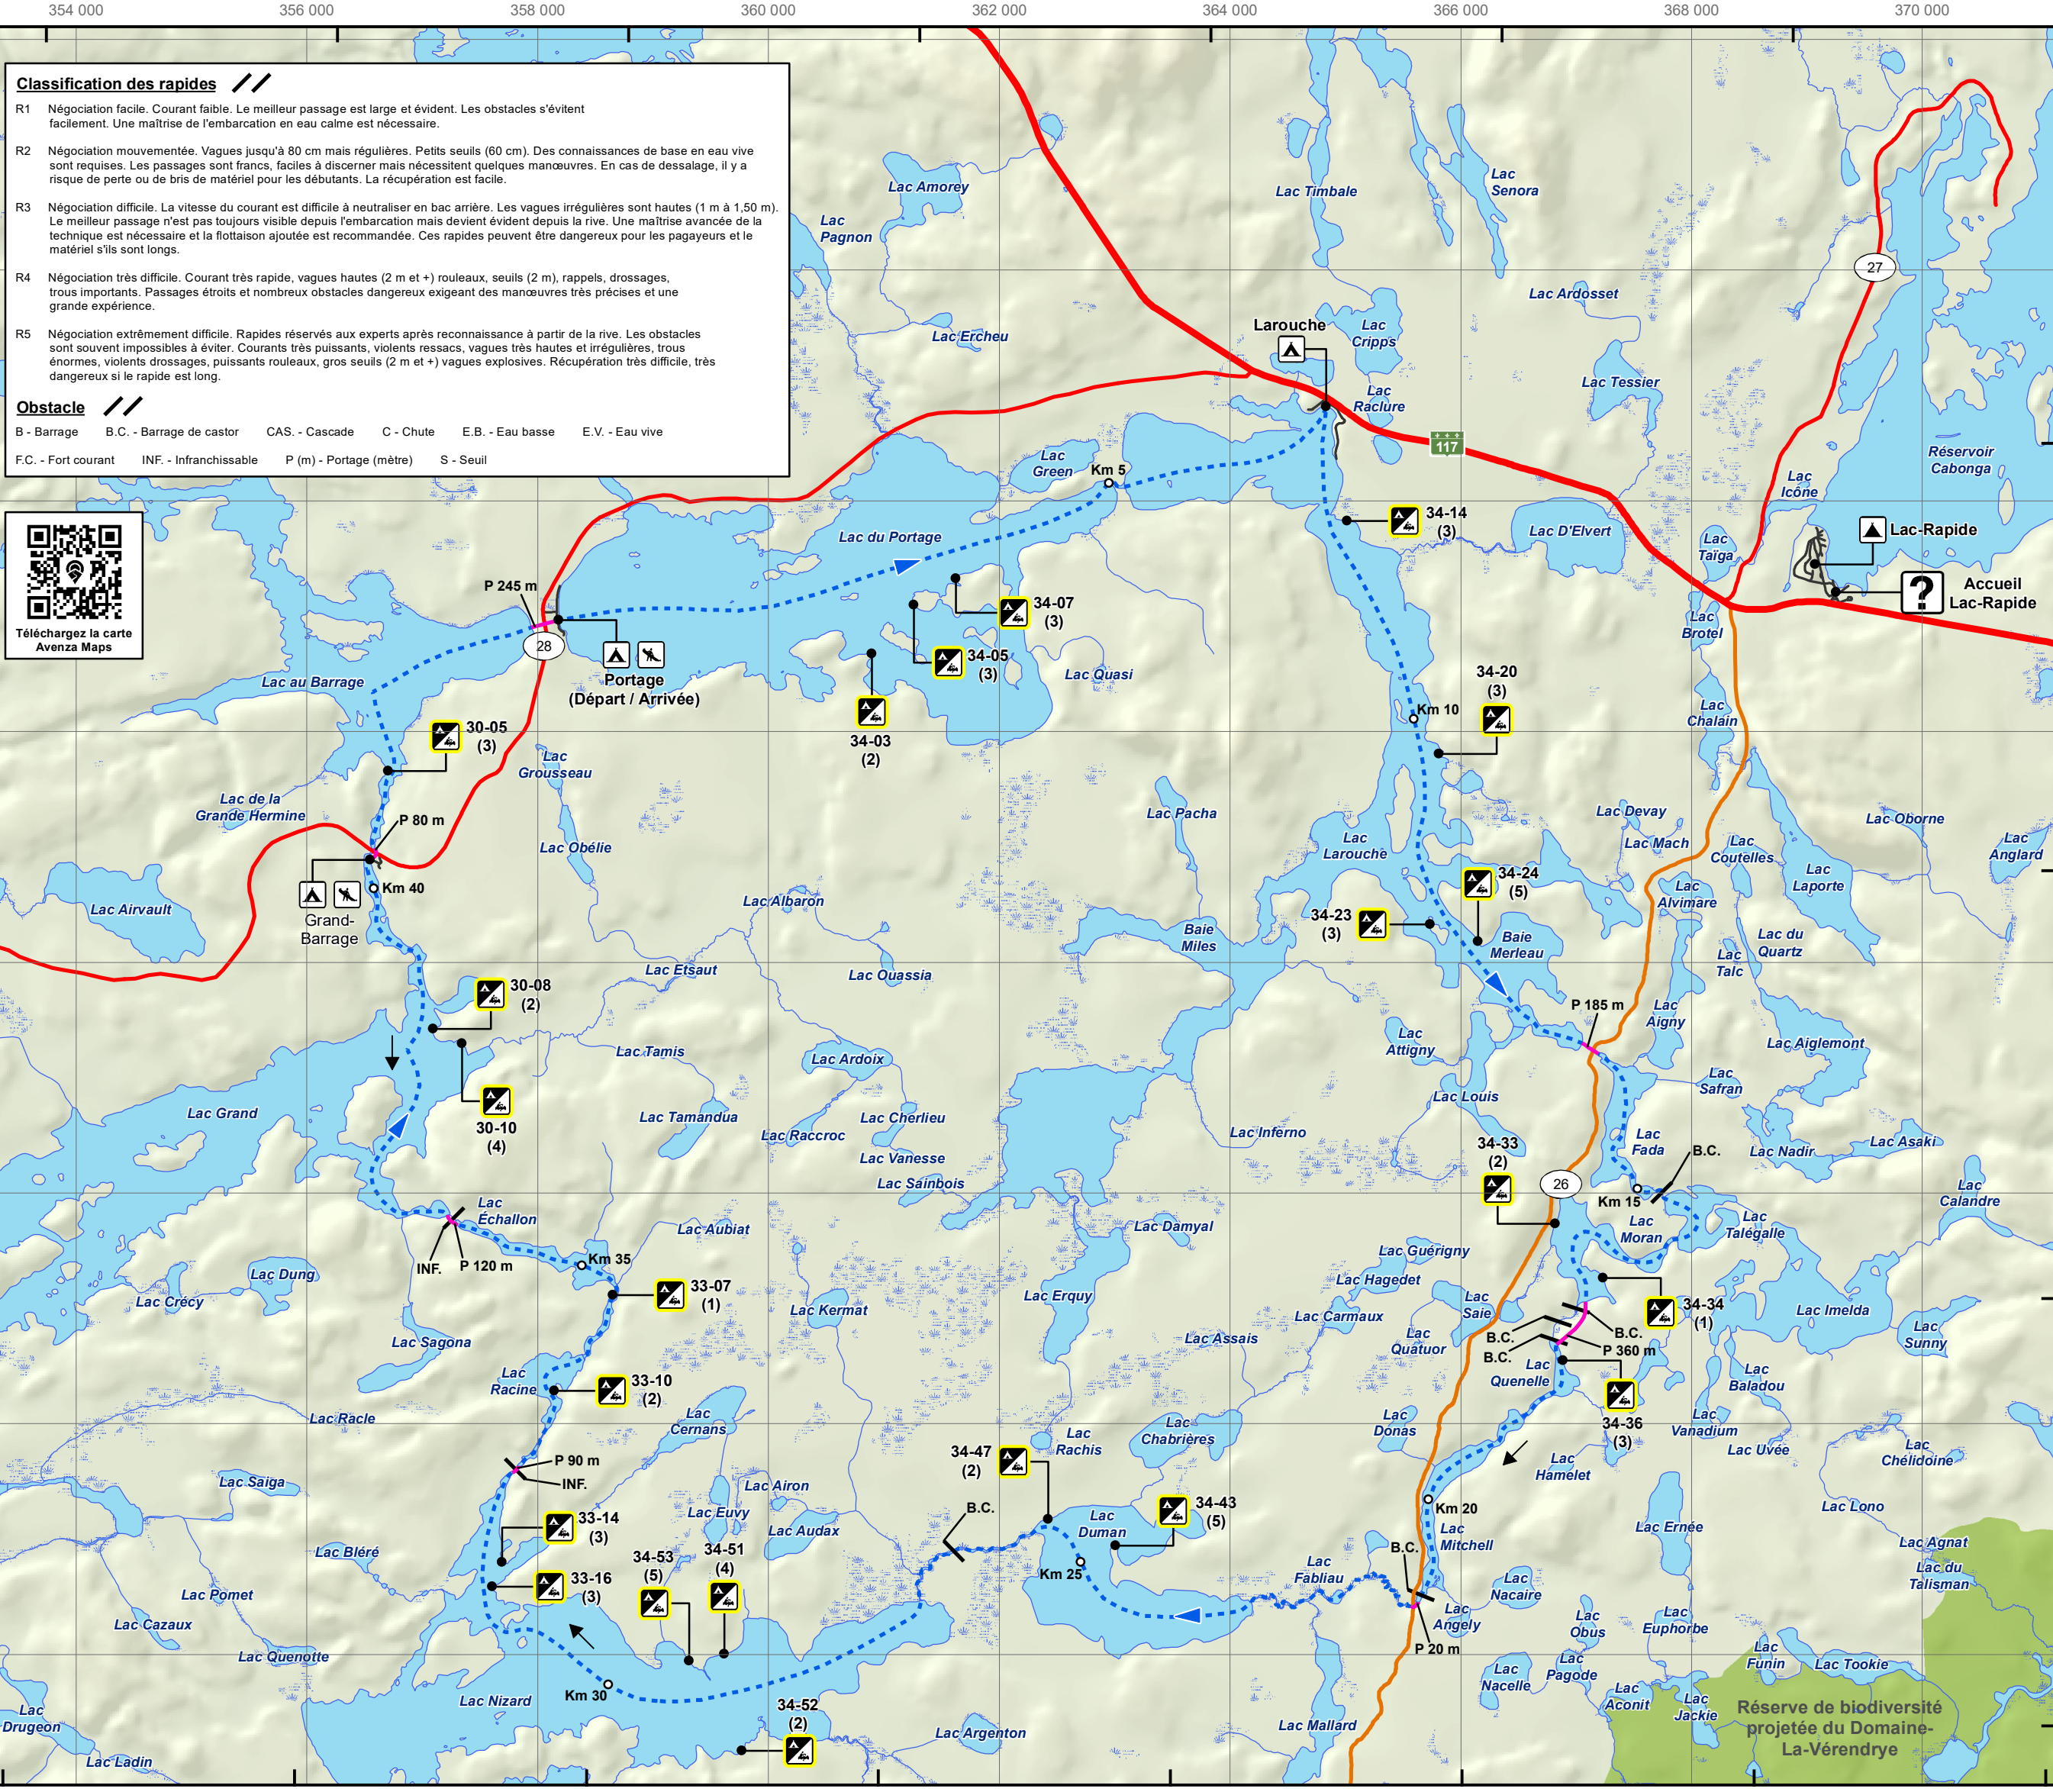 354 000
356 000
358 000
360 000
362 000
364 000
366 000
368 000
370 000
Classification des rapides
R1 Négociation facile. Courant faible. Le meilleur passage est large et évident. Les obstacles s'évitent
facilement. Une maîtrise de l'embarcation en eau calme est nécessaire.
R2 Négociation mouvementée. Vagues jusqu'à 80 cm mais régulières. Petits seuils (60 cm). Des connaissances de base en eau vive
sont requises. Les passages sont francs, faciles à discerner mais nécessitent quelques manœuvres. En cas de dessalage, il y a
risque de perte ou de bris de matériel pour les débutants. La récupération est facile.
R3 Négociation difficile. La vitesse du courant est difficile à neutraliser en bac arrière. Les vagues irrégulières sont hautes (1 m à 1,50 m).
Le meilleur passage n'est pas toujours visible depuis l'embarcation mais devient évident depuis la rive. Une maîtrise avancée de la
technique est nécessaire et la flottaison ajoutée est recommandée. Ces rapides peuvent être dangereux pour les pagayeurs et le
matériel s'ils sont longs.
R4 Négociation très difficile. Courant très rapide, vagues hautes (2 m et +) rouleaux, seuils (2 m), rappels, drossages,
trous importants. Passages étroits et nombreux obstacles dangereux exigeant des manœuvres très précises et une
grande expérience.
R5 Négociation extrêmement difficile. Rapides réservés aux experts après reconnaissance à partir de la rive. Les obstacles
sont souvent impossibles à éviter. Courants très puissants, violents ressacs, vagues très hautes et irrégulières, trous
énormes, violents drossages, puissants rouleaux, gros seuils (2 m et +) vagues explosives. Récupération très difficile, très
dangereux si le rapide est long.
Obstacle
B - Barrage B.C. - Barrage de castor CAS. - Cascade C - Chute E.B. - Eau basse E.V. - Eau vive
F.C. - Fort courant INF. - Infranchissable P (m) - Portage (mètre) S - Seuil
Téléchargez la carte
Avenza Maps
Lac Amorey
Lac
Pagnon
Lac Ercheu
Lac Timbale
Lac
Senora
Lac Ardosset
27
Larouche
Lac
Cripps
Lac
Raclure
Lac Tessier
117
Lac
Green
Km 5
Lac
Icône
Réservoir
Cabonga
34-14
(3)
Lac D'Elvert
Lac
Taïga
Lac-Rapide
Accueil
Lac-Rapide
?
Lac du Portage
P 245 m
28
34-07
(3)
34-05
(3)
Lac
Brotel
Portage
(Départ / Arrivée)
Lac au Barrage
Lac Quasi
34-20
(3)
Km 10
Lac
Chalain
30-05
(3)
34-03
(2)
Lac
Grousseau
Lac de la
Grande Hermine
P 80 m
Lac Obélie
Lac Pacha
Lac
Larouche
Lac Devay
Lac Mach
Lac
Coutelles
Lac Oborne
Lac
Anglard
Lac
Laporte
Km 40
Grand-
Barrage
Lac Airvault
Lac Albaron
34-24
(5)
34-23
(3)
Lac
Alvimare
Baie
Miles
Baie
Merleau
Lac du
Quartz
Lac
Talc
Lac Etsaut
Lac Ouassia
30-08
(2)
P 185 m
Lac
Aigny
Lac
Attigny
Lac Aiglemont
Lac Tamis
Lac Ardoix
Lac
Safran
Lac Louis
Lac Grand
30-10
(4)
Lac Tamandua
Lac Cherlieu
Lac Raccroc
Lac Inferno
34-33
(2)
Lac
Fada
B.C.
Lac Nadir
Lac Asaki
Lac Vanesse
Lac Sainbois
26
Km 15
Lac
Calandre
Lac
Échallon
Lac Aubiat
Lac Damyal
Lac
Moran
Lac
Talégalle
INF.
P 120 m
Km 35
Lac Guérigny
Lac Dung
Lac Crécy
33-07
(1)
Lac Kermat
Lac Erquy
Lac Hagedet
Lac Carmaux
Lac
Saie
34-34
(1)
Lac Imelda
Lac
Sunny
Lac Sagona
Lac Assais
Lac
Quatuor
B.C.
B.C.
B.C.
P 360 m
Lac
Racine
33-10
(2)
Lac
Quenelle
Lac
Baladou
Lac Racle
Lac
Cernans
Lac
Rachis
Lac
Chabrières
Lac
Donas
34-36
(3)
Lac
Vanadium
Lac Uvée
Lac
Chélidoine
34-47
(2)
P 90 m
INF.
Lac
Hamelet
Lac Saiga
Lac Airon
Lac Euvy
Lac Audax
B.C.
Lac
Duman
34-43
(5)
Km 20
Lac
Mitchell
Lac Lono
Lac Ernée
33-14
(3)
34-53
(5)
34-51
(4)
Lac Bléré
33-16
(3)
Km 25
Lac
Fabliau
B.C.
Lac
Nacaire
Lac Agnat
Lac du
Talisman
Lac Pomet
Lac Cazaux
Lac
Angely
P 20 m
Lac
Obus
Lac
Euphorbe
Lac Quenotte
Lac
Pagode
Lac
Nacelle
Lac
Funin
Lac Tookie
Km 30
Lac Nizard
34-52
(2)
Lac
Aconit
Lac
Jackie
Lac
Drugeon
Lac Ladin
Lac Argenton
Lac Mallard
Réserve de biodiversité
projetée du Domaine-
La-Vérendrye